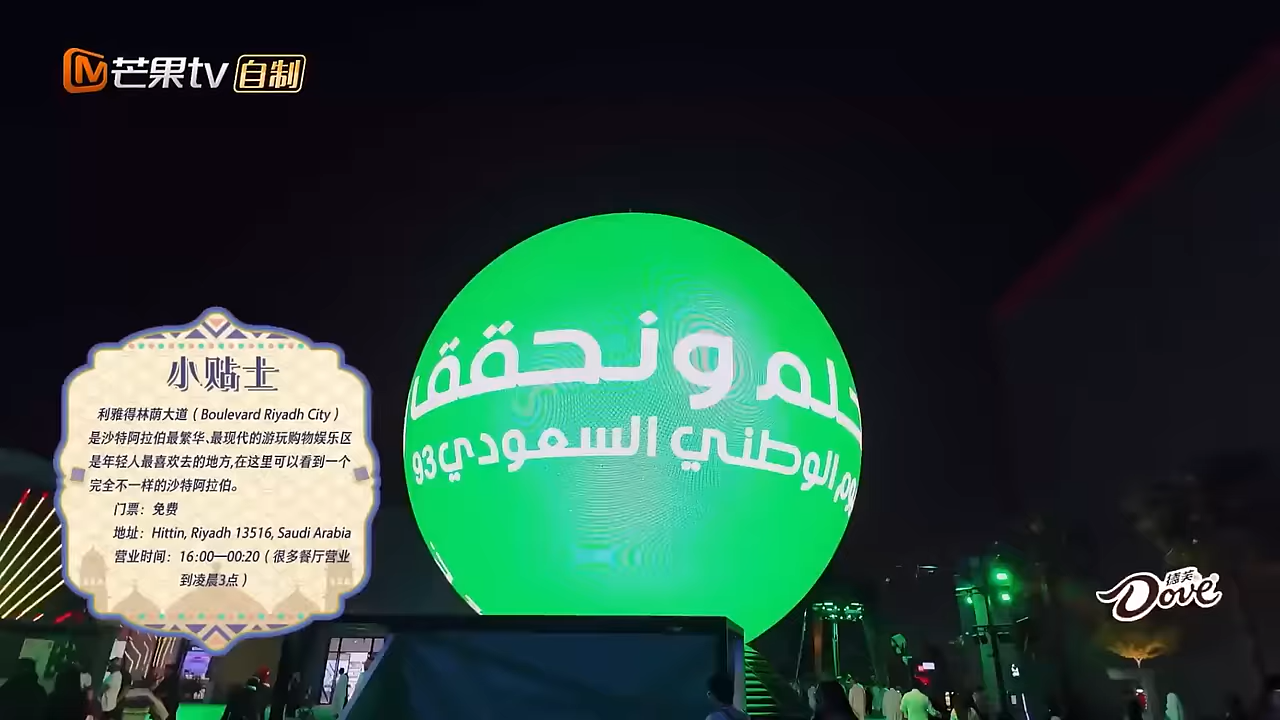 芒果tv 自制
حلم ونحققه
اليوم الوطني السعودي 93
小贴士
利雅得林荫大道（Boulevard Riyadh City）
是沙特阿拉伯最繁华、最现代的游玩购物娱乐区
是年轻人最喜欢去的地方,在这里可以看到一个
完全不一样的沙特阿拉伯。
门票：免费
地址：Hittin, Riyadh 13516, Saudi Arabia
营业时间：16:00—00:20（很多餐厅营业
到凌晨3点）
德芙
Dove